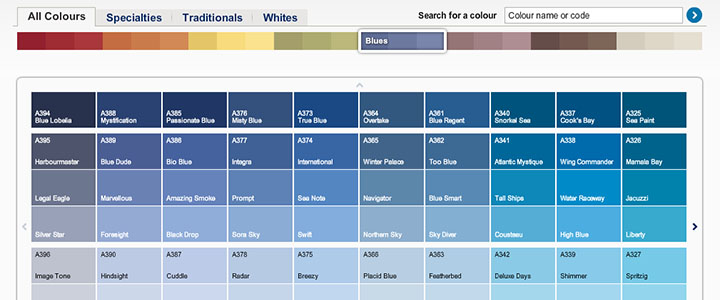 All Colours Specialties Traditionals Whites Search for a colour Colour name or code
Blues
A394 A388 A385 A376 A373 A364 A361 A340 A337 A325
Blue Lobelia Mystification Passionate Blue Misty Blue True Blue Overtake Blue Regent Snorkel Sea Cook's Bay Sea Paint
A395 A389 A386 A377 A374 A365 A362 A341 A338 A326
Harbourmaster Blue Dude Bio Blue Integra International Winter Palace Too Blue Atlantic Mystique Wing Commander Mamala Bay
Legal Eagle Marvellous Amazing Smoke Prompt See Note Navigator Blue Smart Tall Ships Water Raceway Jacuzzi
Silver Star Foresight Black Drop Sora Sky Swift Northern Sky Sky Diver Cousteau High Blue Liberty
A396 A390 A387 A378 A375 A366 A363 A342 A339 A327
Image Tone Hindsight Cuddle Radar Breezy Placid Blue Featherbed Deluxe Days Shimmer Spritzig